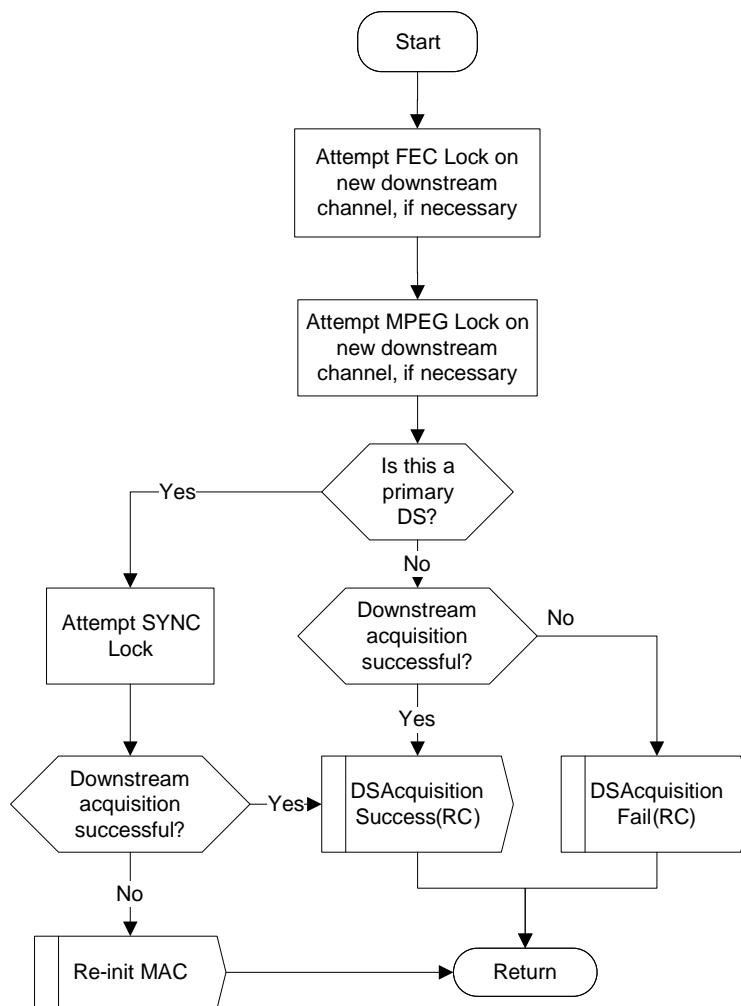 Start
Attempt FEC Lock on
new downstream
channel, if necessary
Attempt MPEG Lock on
new downstream
channel, if necessary
Is this a
primary
DS?
Yes
No
Attempt SYNC
Lock
Downstream
acquisition
successful?
No
Yes
Downstream
acquisition
successful?
Yes
DSAcquisition
Success(RC)
DSAcquisition
Fail(RC)
No
Re-init MAC
Return